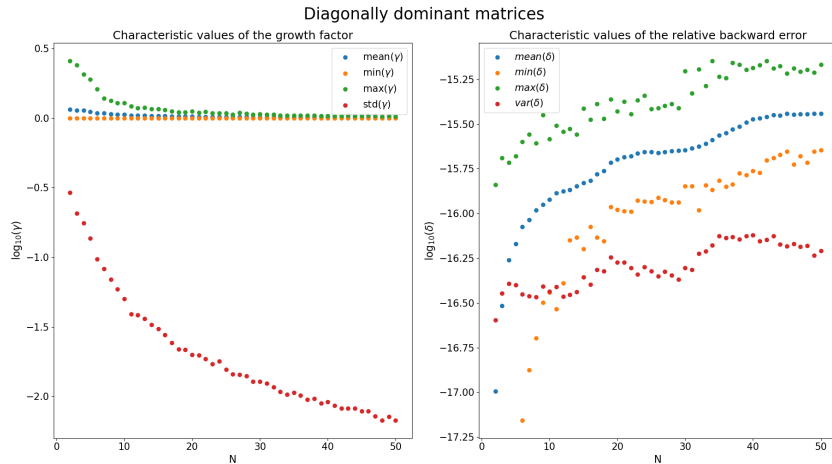 Diagonally dominant matrices
Characteristic values of the growth factor
0.5
0.0
−0.5
−1.0
−1.5
−2.0
log₁₀(γ)
mean(γ)
min(γ)
max(γ)
std(γ)
0
10
20
30
40
50
N
Characteristic values of the relative backward error
−15.25
−15.50
−15.75
−16.00
−16.25
−16.50
−16.75
−17.00
−17.25
log₁₀(δ)
mean(δ)
min(δ)
max(δ)
var(δ)
0
10
20
30
40
50
N